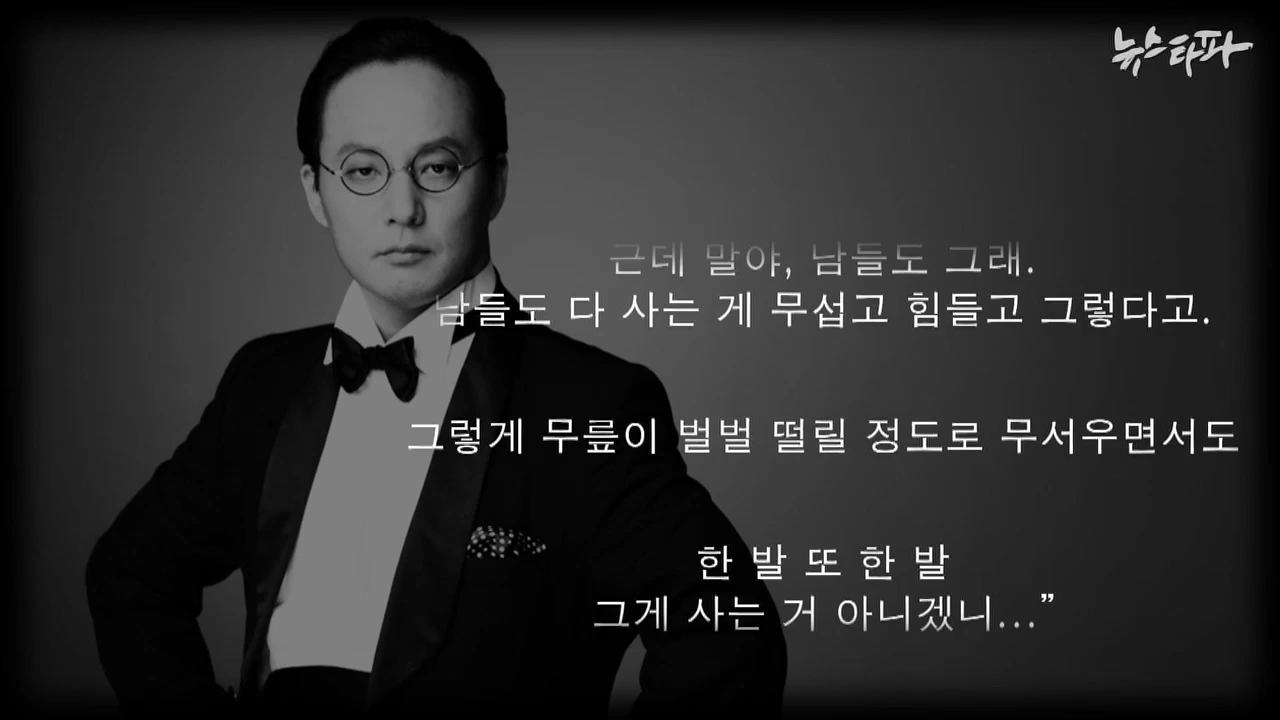 뉴스타파
근데 말야, 남들도 그래.
남들도 다 사는 게 무섭고 힘들고 그렇다고.
그렇게 무릎이 벌벌 떨릴 정도로 무서우면서도
한 발 또 한 발
그게 사는 거 아니겠니...”